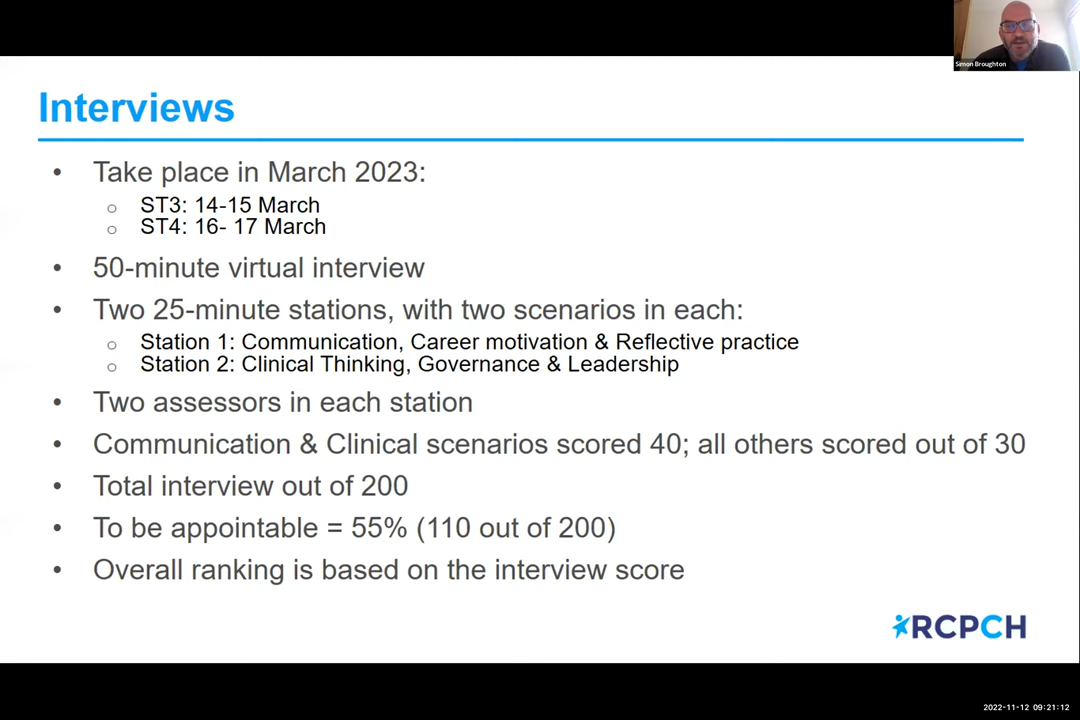 Simon Broughton
Interviews
• Take place in March 2023:
o ST3: 14-15 March
o ST4: 16- 17 March
• 50-minute virtual interview
• Two 25-minute stations, with two scenarios in each:
o Station 1: Communication, Career motivation & Reflective practice
o Station 2: Clinical Thinking, Governance & Leadership
• Two assessors in each station
• Communication & Clinical scenarios scored 40; all others scored out of 30
• Total interview out of 200
• To be appointable = 55% (110 out of 200)
• Overall ranking is based on the interview score
RCPCH
2022-11-12 09:21:12